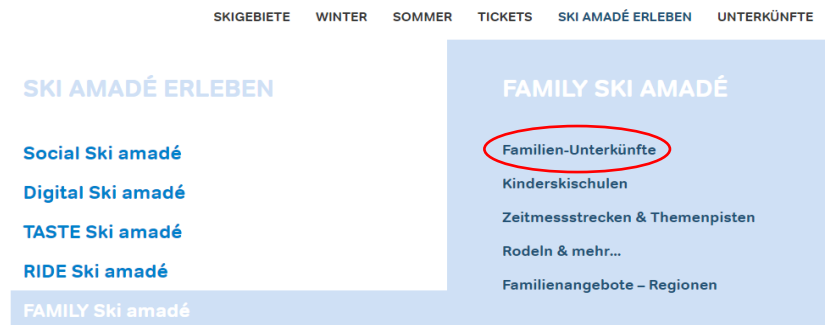 SKIGEBIETE WINTER SOMMER TICKETS SKI AMADÉ ERLEBEN UNTERKÜNFTE
SKI AMADÉ ERLEBEN
Social Ski amadé
Digital Ski amadé
TASTE Ski amadé
RIDE Ski amadé
FAMILY Ski amadé
FAMILY SKI AMADÉ
Familien-Unterkünfte
Kinderskischulen
Zeitmessstrecken & Themenpisten
Rodeln & mehr...
Familienangebote – Regionen